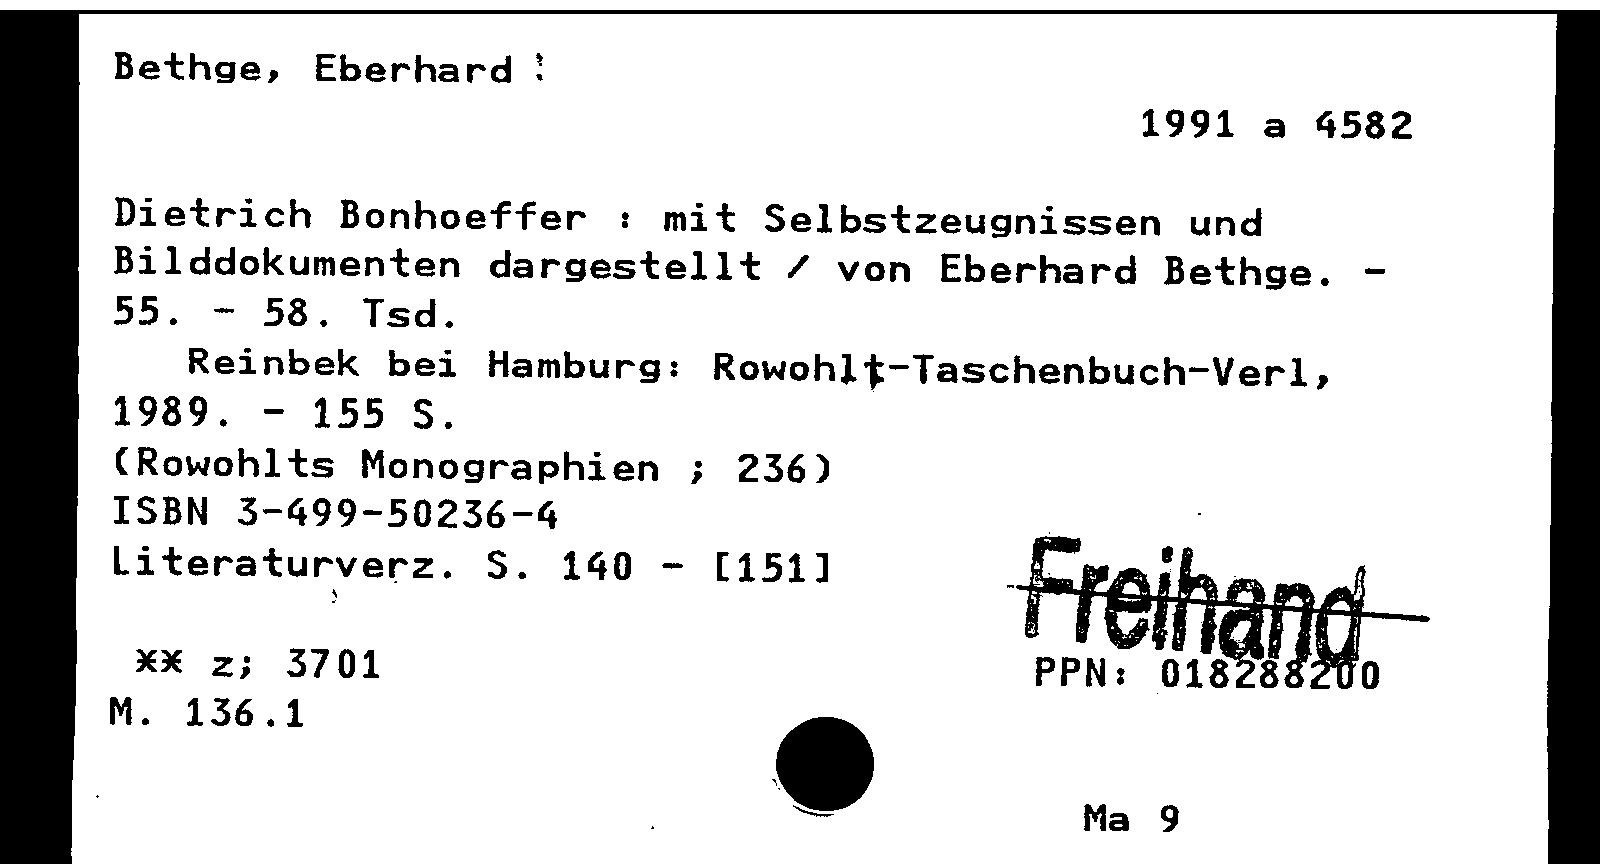 Bethge, Eberhard :
1991 a 4582
Dietrich Bonhoeffer : mit Selbstzeugnissen und
Bilddokumenten dargestellt / von Eberhard Bethge. -
55. - 58. Tsd.
Reinbek bei Hamburg: Rowohlt-Taschenbuch-Verl,
1989. - 155 S.
(Rowohlts Monographien ; 236)
ISBN 3-499-50236-4
Literaturverz. S. 140 - [151]
Freihand
** z; 3701
PPN: 018288200
M. 136.1
Ma 9